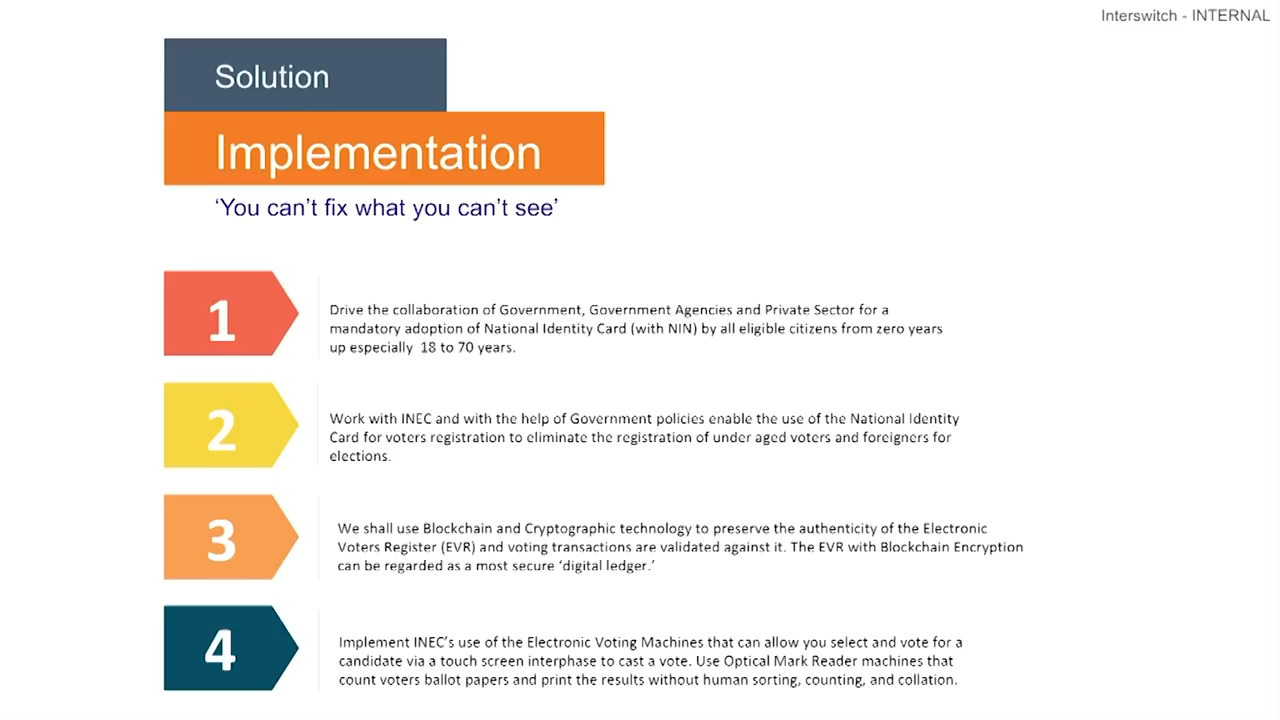 Interswitch - INTERNAL
Solution
Implementation
‘You can’t fix what you can’t see’
1
Drive the collaboration of Government, Government Agencies and Private Sector for a
mandatory adoption of National Identity Card (with NIN) by all eligible citizens from zero years
up especially 18 to 70 years.
2
Work with INEC and with the help of Government policies enable the use of the National Identity
Card for voters registration to eliminate the registration of under aged voters and foreigners for
elections.
3
We shall use Blockchain and Cryptographic technology to preserve the authenticity of the Electronic
Voters Register (EVR) and voting transactions are validated against it. The EVR with Blockchain Encryption
can be regarded as a most secure ‘digital ledger.’
4
Implement INEC’s use of the Electronic Voting Machines that can allow you select and vote for a
candidate via a touch screen interphase to cast a vote. Use Optical Mark Reader machines that
count voters ballot papers and print the results without human sorting, counting, and collation.